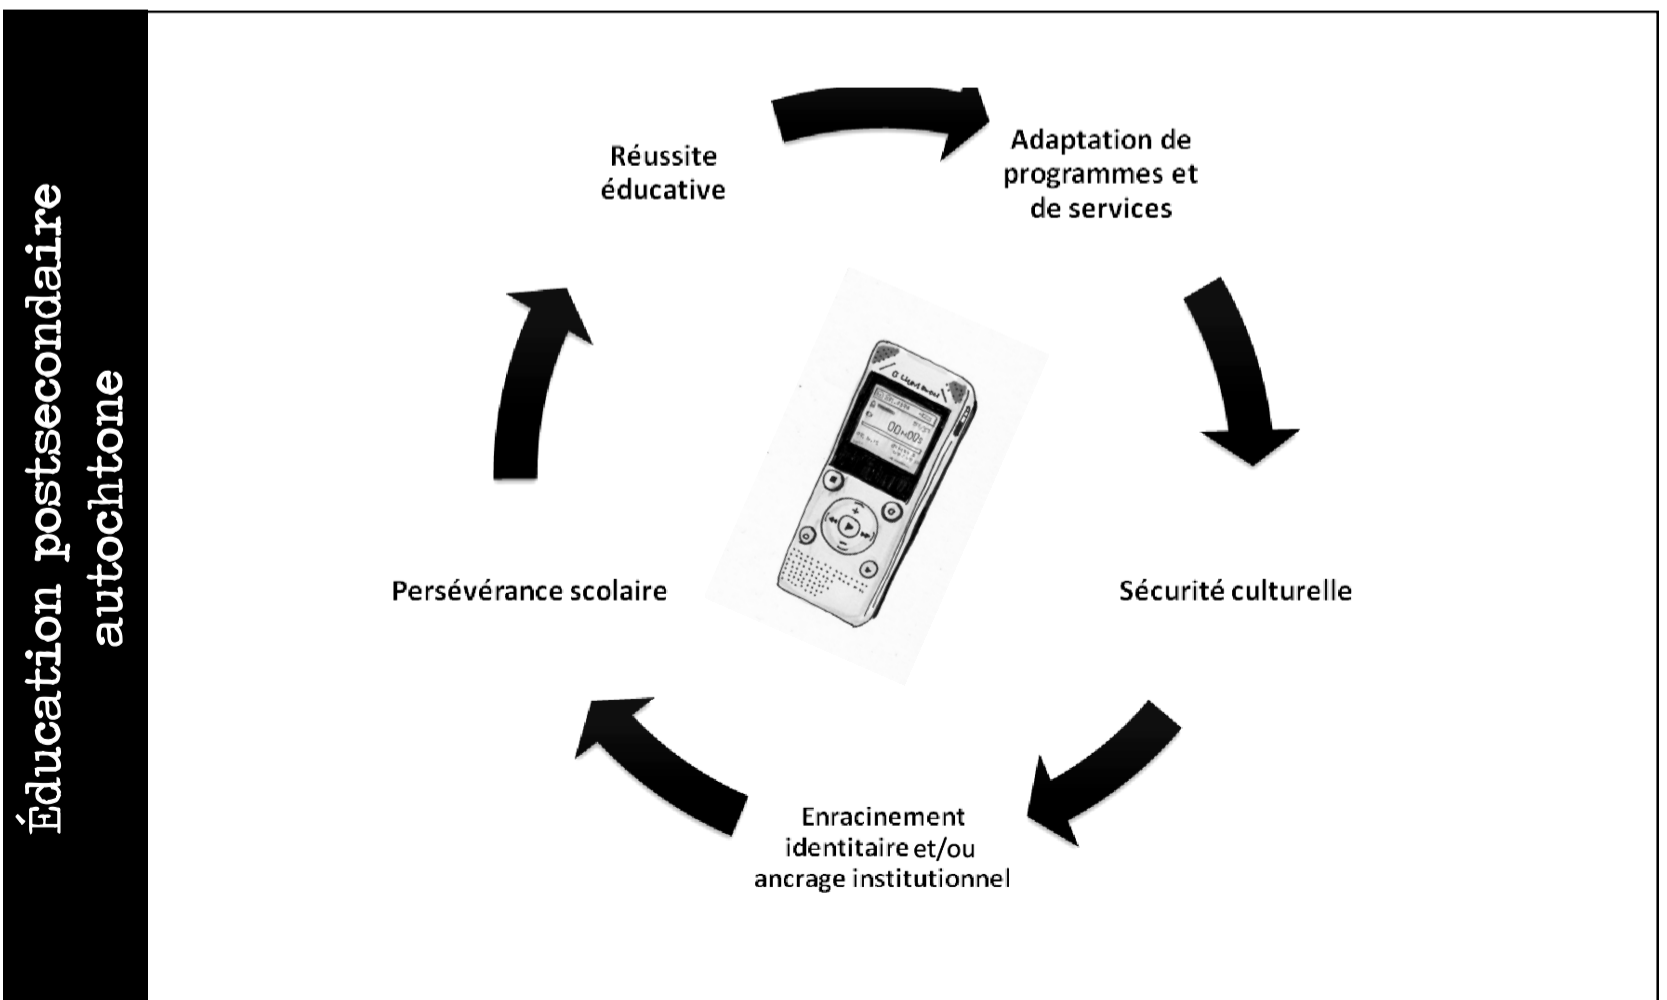 Éducation postsecondaire
autochtone
Réussite
éducative
Adaptation de
programmes et
de services
Sécurité culturelle
Enracinement
identitaire et/ou
ancrage institutionnel
Persévérance scolaire